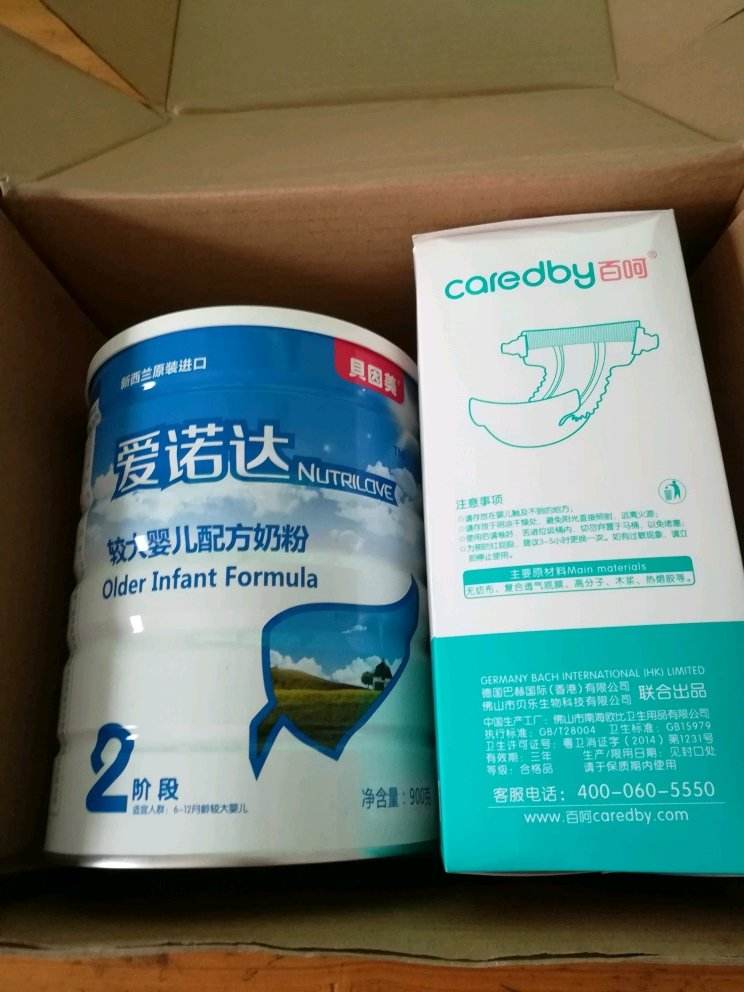 新西兰原装进口
貝因美
爱诺达
NUTRILOVE
TM
较大婴儿配方奶粉
Older Infant Formula
2
阶段
适宜人群：6-12月龄较大婴儿
净含量：900克
caredby百呵®
注意事项
主要原材料Main materials
无纺布、复合透气底膜、高分子、木浆、热熔胶等。
GERMANY BACH INTERNATIONAL (HK) LIMITED
德国巴赫国际(香港)有限公司
佛山市贝乐生物科技有限公司
联合出品
中国生产工厂：佛山市南海欧比卫生用品有限公司
执行标准：GB/T28004 卫生标准：GB15979
卫生许可证号：粤卫消证字（2014）第1231号
有效期：三年 生产/限用日期：见封口处
等级：合格品 请于保质期内使用
客服电话：400-060-5550
www.百呵caredby.com